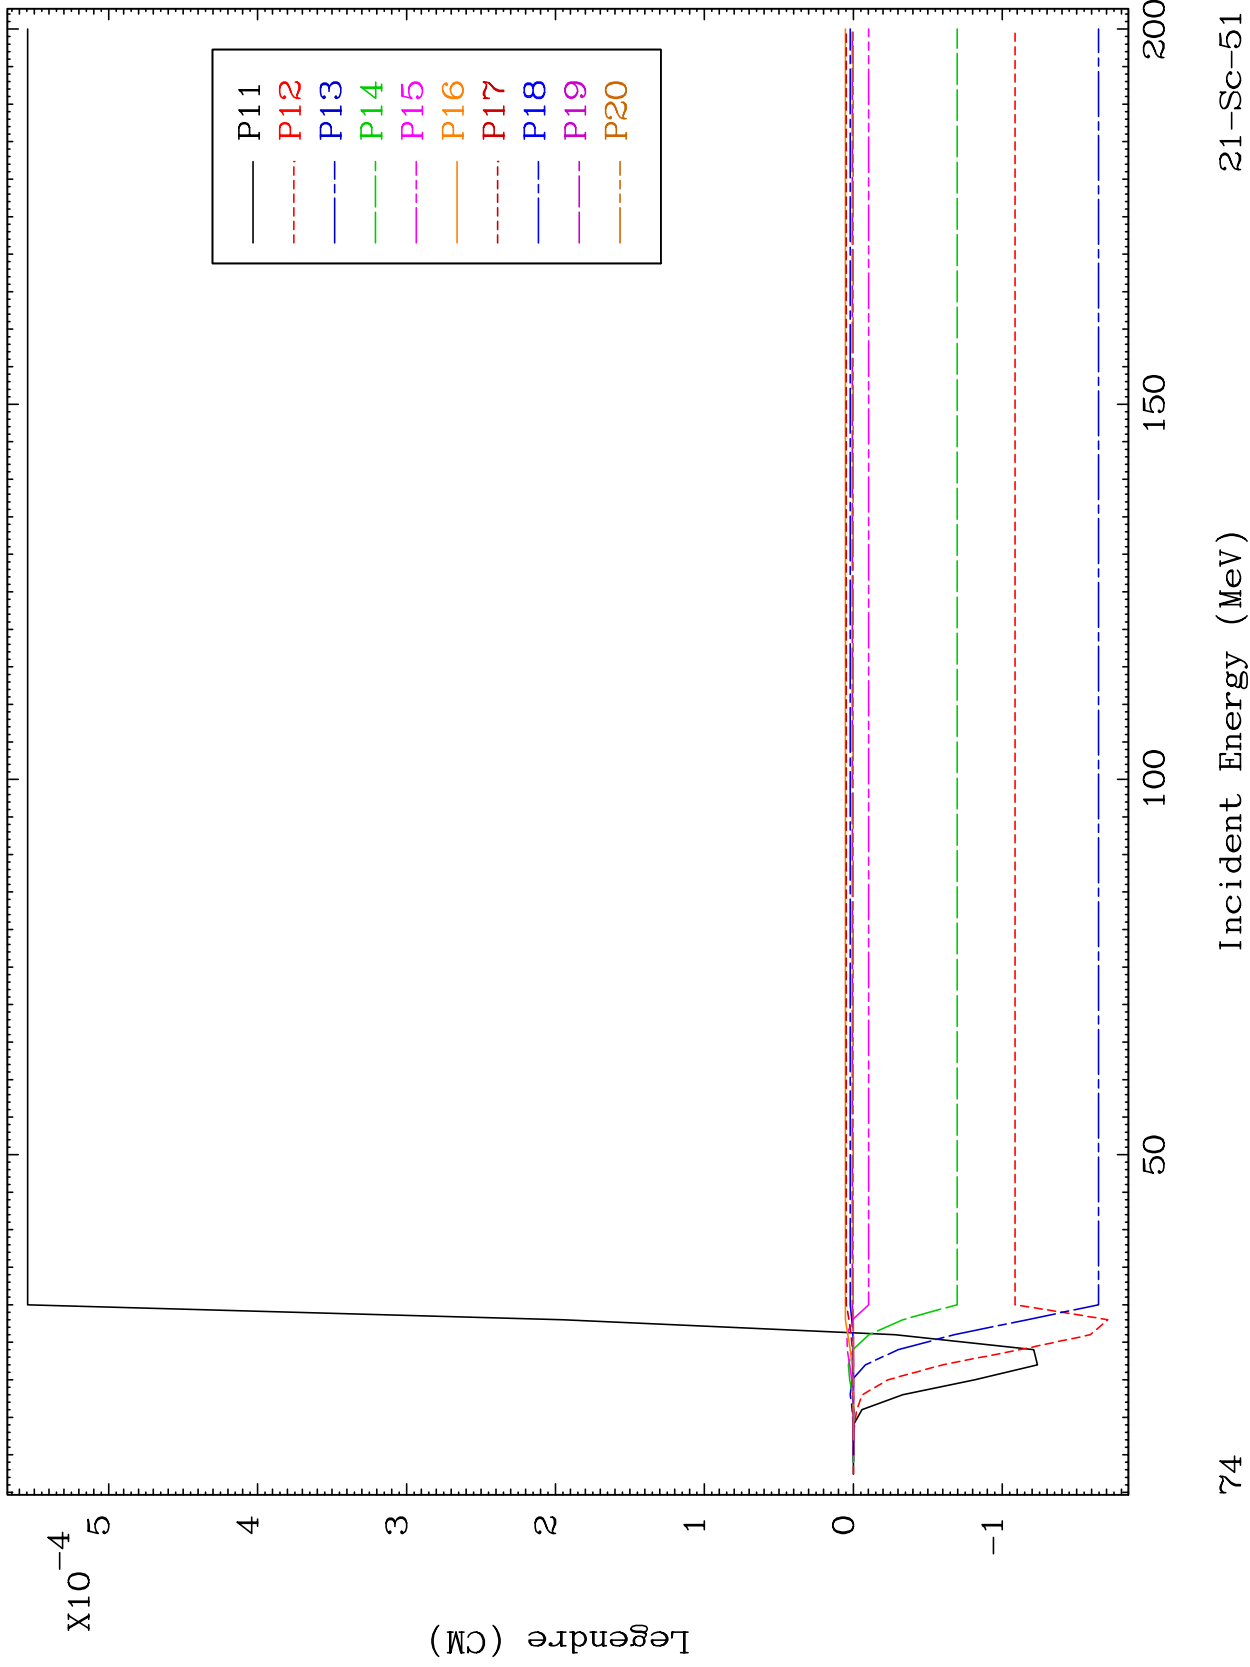 X10-4
5
4
3
2
1
0
-1
Legendre (CM)
P11
P12
P13
P14
P15
P16
P17
P18
P19
P20
50
100
150
200
Incident Energy (MeV)
74
21-Sc-51